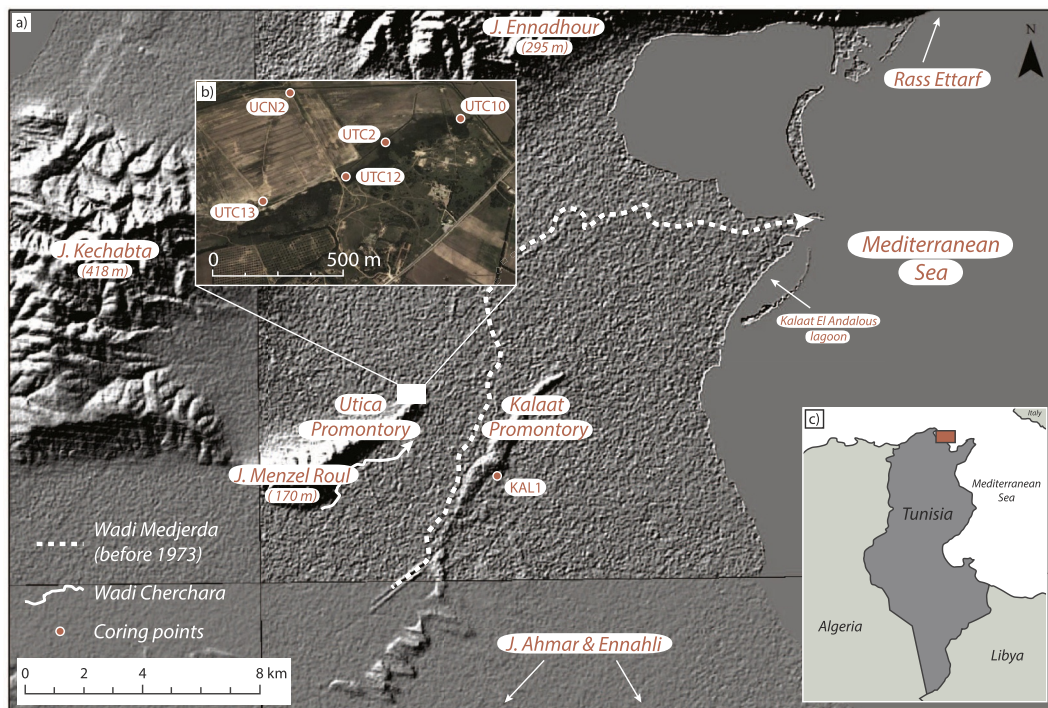 a)
J. Ennadhour
(295 m)
N
Rass Ettarf
b)
UCN2
UTC10
UTC2
UTC12
UTC13
0 500 m
J. Kechabta
(418 m)
Mediterranean
Sea
Kalaat El Andalous
lagoon
Utica
Promontory
Kalaat
Promontory
J. Menzel Roul
(170 m)
KAL1
Wadi Medjerda
(before 1973)
Wadi Cherchara
Coring points
0 2 4 6 8 km
J. Ahmar & Ennahli
c)
Italy
Mediterranean
Sea
Tunisia
Algeria
Libya